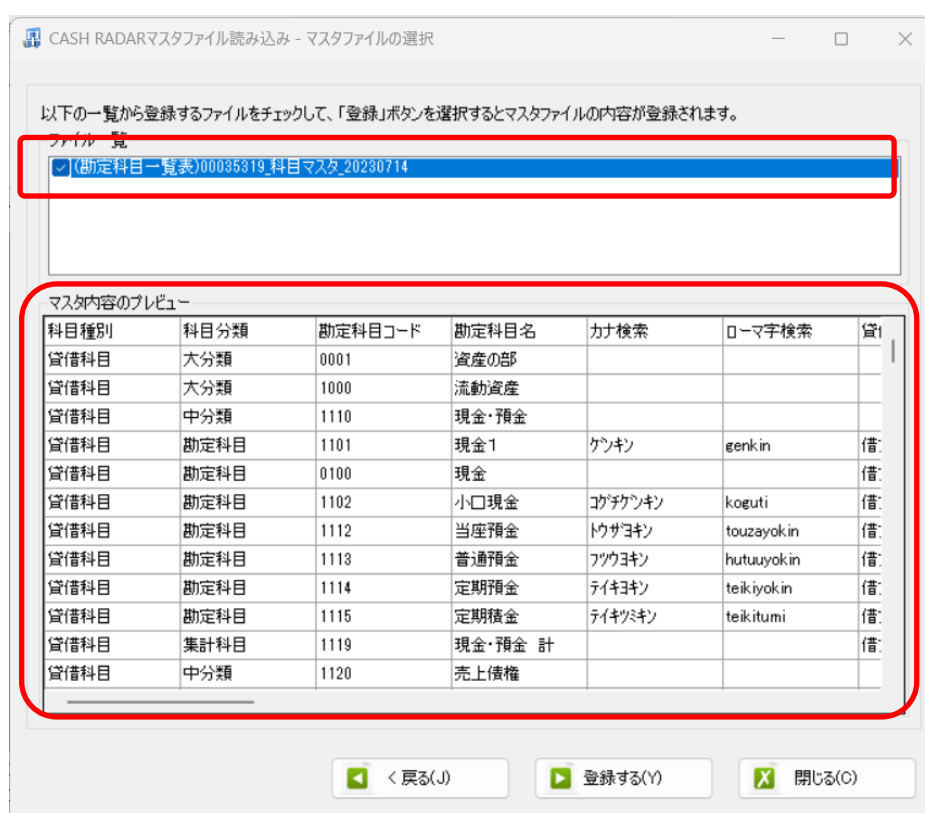 CASH RADARマスタファイル読み込み - マスタファイルの選択
以下の一覧から登録するファイルをチェックして、「登録」ボタンを選択するとマスタファイルの内容が登録されます。
ファイル一覧
(勘定科目一覧表)00035319_科目マスタ_20230714
マスタ内容のプレビュー
科目種別 科目分類 勘定科目コード 勘定科目名 カナ検索 ローマ字検索
貸借科目 大分類 0001 資産の部
貸借科目 大分類 1000 流動資産
貸借科目 中分類 1110 現金・預金
貸借科目 勘定科目 1101 現金1 ゲンキン genkin 借
貸借科目 勘定科目 0100 現金 借
貸借科目 勘定科目 1102 小口現金 コグチゲンキン koguti 借
貸借科目 勘定科目 1112 当座預金 トウザヨキン touzayokin 借
貸借科目 勘定科目 1113 普通預金 フツウヨキン hutuuyokin 借
貸借科目 勘定科目 1114 定期預金 テイキヨキン teikiyokin 借
貸借科目 勘定科目 1115 定期積金 テイキツミキン teikitumi 借
貸借科目 集計科目 1119 現金・預金 計 借
貸借科目 中分類 1120 売上債権
< 戻る(J) 登録する(Y) 閉じる(C)